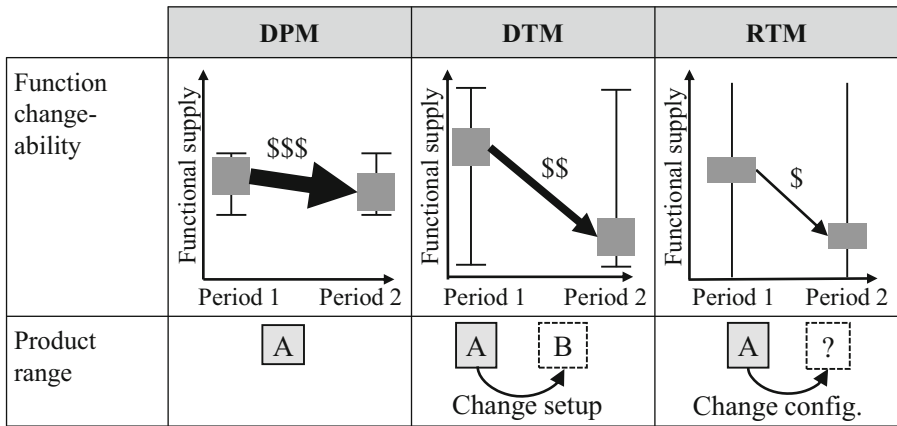 DPM
DTM
RTM
Function
change-
ability
Functional supply
$$$
Period 1
Period 2
Functional supply
$$
Period 1
Period 2
Functional supply
$
Period 1
Period 2
Product
range
A
A
B
Change setup
A
?
Change config.